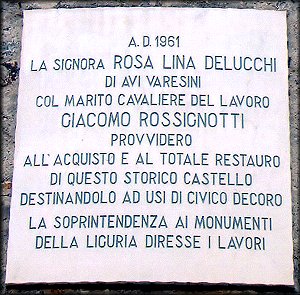 A.D. 1961
LA SIGNORA ROSA LINA DELUCCHI
DI AVI VARESINI
COL MARITO CAVALIERE DEL LAVORO
GIACOMO ROSSIGNOTTI
PROVVIDERO
ALL'ACQUISTO E AL TOTALE RESTAURO
DI QUESTO STORICO CASTELLO
DESTINANDOLO AD USI DI CIVICO DECORO
LA SOPRINTENDENZA AI MONUMENTI
DELLA LIGURIA DIRESSE I LAVORI